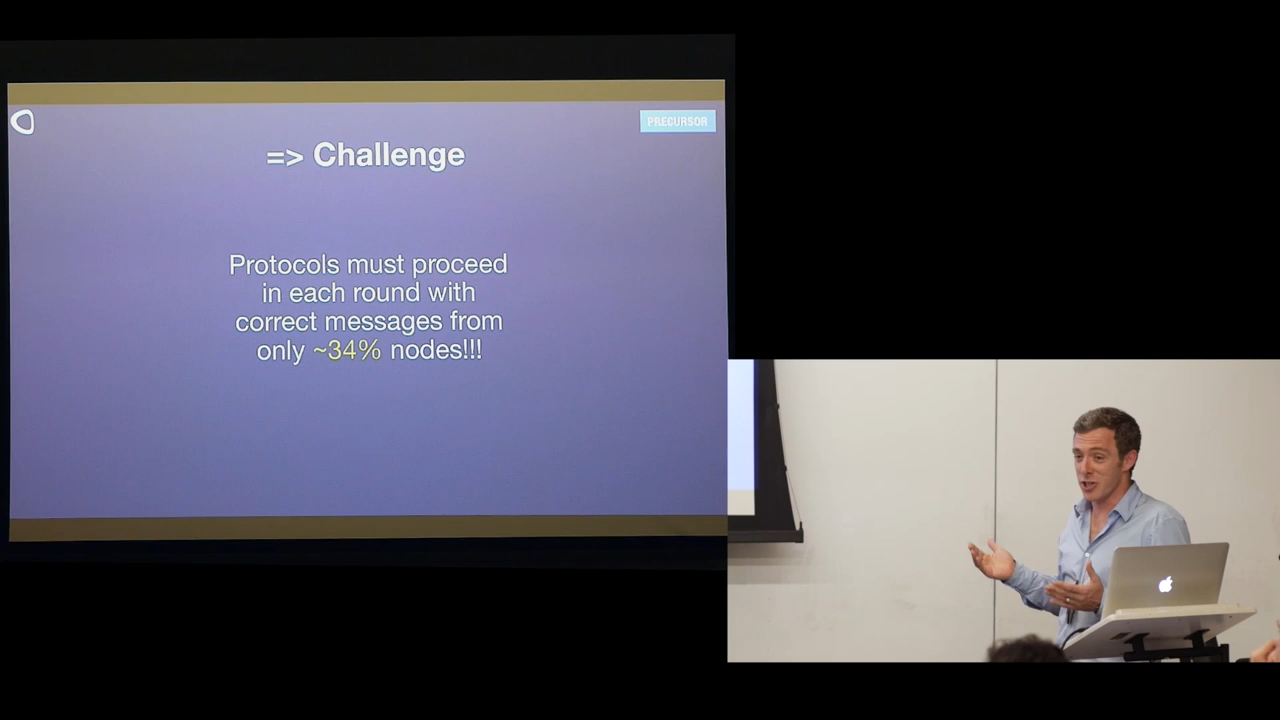 PRECURSOR
=> Challenge
Protocols must proceed
in each round with
correct messages from
only ~34% nodes!!!